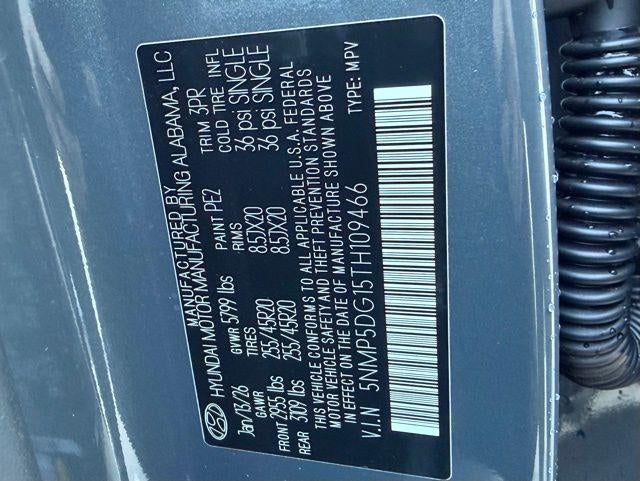 MANUFACTURED BY
HYUNDAI MOTOR MANUFACTURING ALABAMA, LLC
Jan/13/26 GVWR 5799 lbs PAINT PE2 TRIM 3PR
GAWR TIRES RIMS COLD TIRE INFL
FRONT 2955 lbs 255/45R20 8.5JX20 36 psi SINGLE
REAR 3109 lbs 255/45R20 8.5JX20 36 psi SINGLE
THIS VEHICLE CONFORMS TO ALL APPLICABLE U.S.A. FEDERAL
MOTOR VEHICLE SAFETY AND THEFT PREVENTION STANDARDS
IN EFFECT ON THE DATE OF MANUFACTURE SHOWN ABOVE
V.I.N 5NMP5DG15TH109466 TYPE: MPV